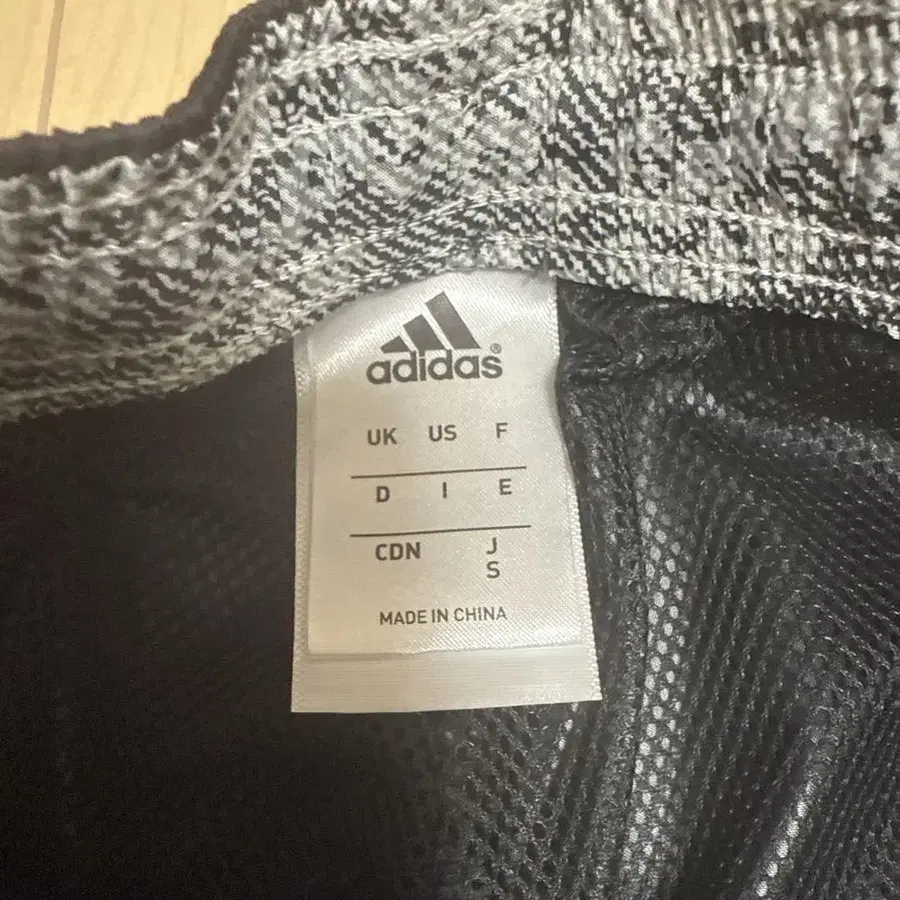 adidas®
UK US F
D I E
CDN J
S
MADE IN CHINA